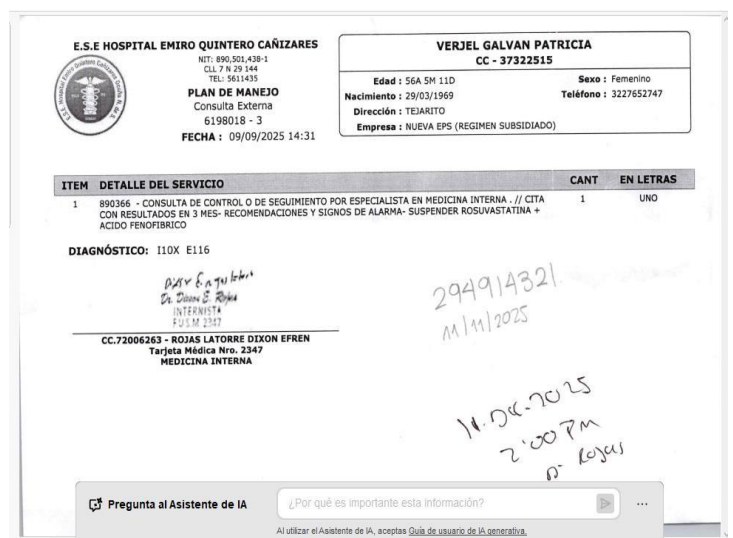 E.S.E HOSPITAL EMIRO QUINTERO CAÑIZARES
NIT: 890,501,438-1
CLL 7 N 29 144
TEL: 5611435
PLAN DE MANEJO
Consulta Externa
6198018 - 3
FECHA : 09/09/2025 14:31
VERJEL GALVAN PATRICIA
CC - 37322515
Edad : 56A 5M 11D
Sexo : Femenino
Nacimiento : 29/03/1969
Teléfono : 3227652747
Dirección : TEJARITO
Empresa : NUEVA EPS (REGIMEN SUBSIDIADO)
ITEM DETALLE DEL SERVICIO CANT EN LETRAS
1 890366 - CONSULTA DE CONTROL O DE SEGUIMIENTO POR ESPECIALISTA EN MEDICINA INTERNA . // CITA 1 UNO
CON RESULTADOS EN 3 MES- RECOMENDACIONES Y SIGNOS DE ALARMA- SUSPENDER ROSUVASTATINA +
ACIDO FENOFIBRICO
DIAGNÓSTICO: I10X E116
Dr. E. Rojas
INTERNISTA
2347
CC.72006263 - ROJAS LATORRE DIXON EFREN
Tarjeta Médica Nro. 2347
MEDICINA INTERNA
294914321
11/11/2025
2:00 PM
Rojas
Pregunta al Asistente de IA
¿Por qué es importante esta información?
Al utilizar el Asistente de IA, aceptas Guía de usuario de IA generativa.